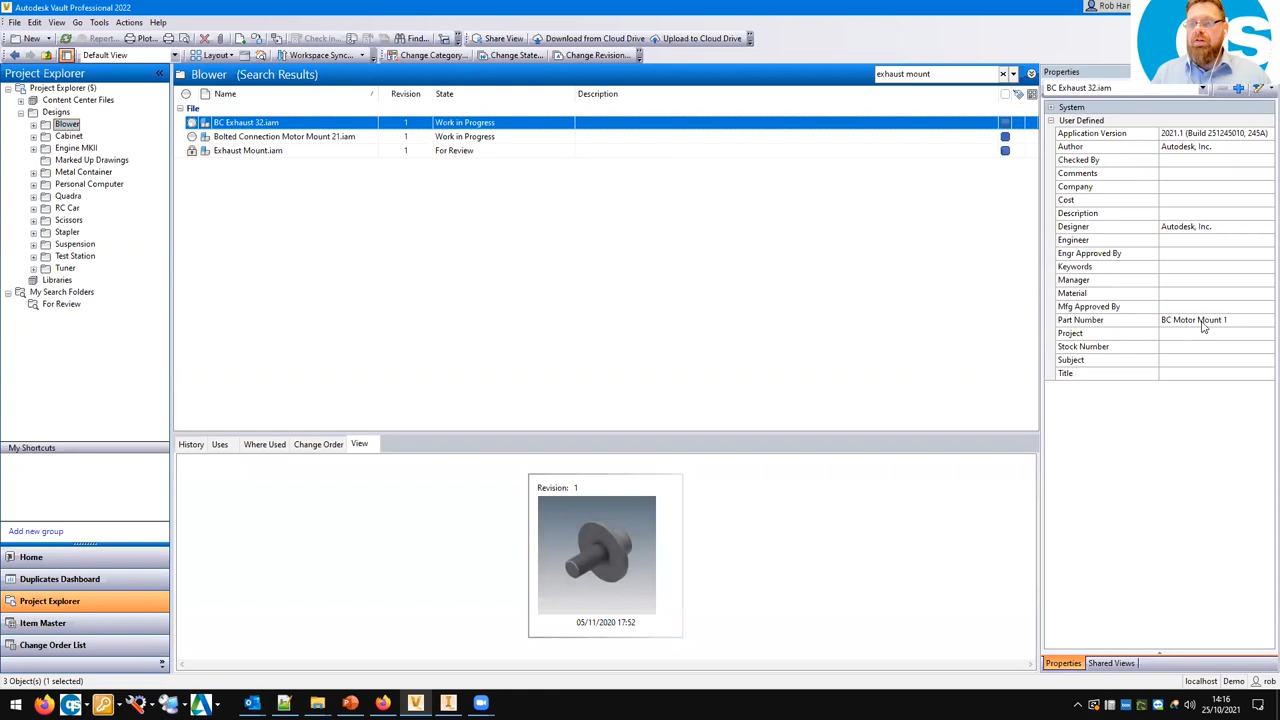 Autodesk Vault Professional 2022
Rob Har
File Edit View Go Tools Actions Help
New Report... Plot... Check in... Find... Share View Download from Cloud Drive Upload to Cloud Drive
Default View Layout Workspace Sync... Change Category... Change State... Change Revision...
Project Explorer
Project Explorer ($)
Content Center Files
Designs
Blower
Cabinet
Engine MKII
Marked Up Drawings
Metal Container
Personal Computer
Quadra
RC Car
Scissors
Stapler
Suspension
Test Station
Tuner
Libraries
My Search Folders
For Review
My Shortcuts
Add new group
Home
Duplicates Dashboard
Project Explorer
Item Master
Change Order List
Blower (Search Results)
exhaust mount
Name Revision State Description
File
BC Exhaust 32.iam 1 Work in Progress
Bolted Connection Motor Mount 21.iam 1 Work in Progress
Exhaust Mount.iam 1 For Review
History Uses Where Used Change Order View
Revision: 1
05/11/2020 17:52
Properties
BC Exhaust 32.iam
System
User Defined
Application Version 2021.1 (Build 251245010, 245A)
Author Autodesk, Inc.
Checked By
Comments
Company
Cost
Description
Designer Autodesk, Inc.
Engineer
Engr Approved By
Keywords
Manager
Material
Mfg Approved By
Part Number BC Motor Mount 1
Project
Stock Number
Subject
Title
Properties Shared Views
3 Object(s) (1 selected)
localhost Demo rob
14:16
25/10/2021